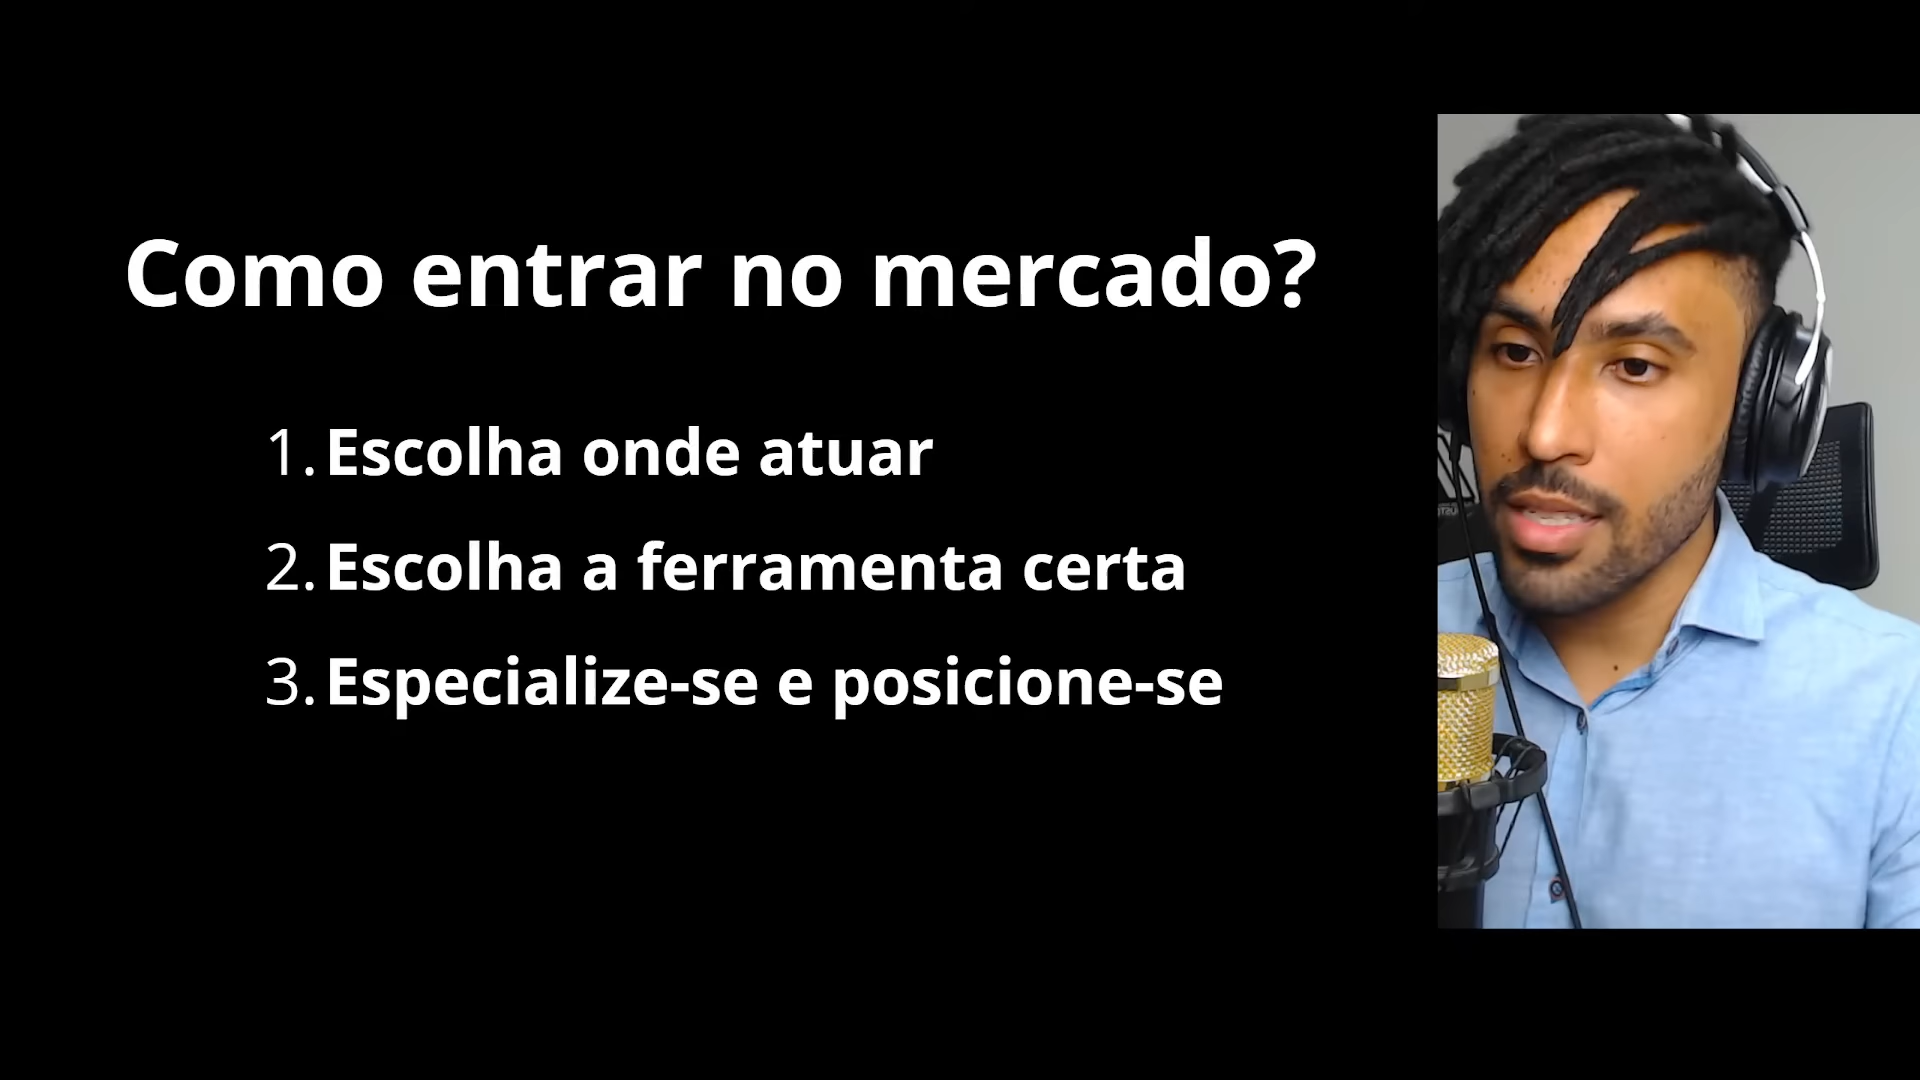 Como entrar no mercado?
1. Escolha onde atuar
2. Escolha a ferramenta certa
3. Especialize-se e posicione-se